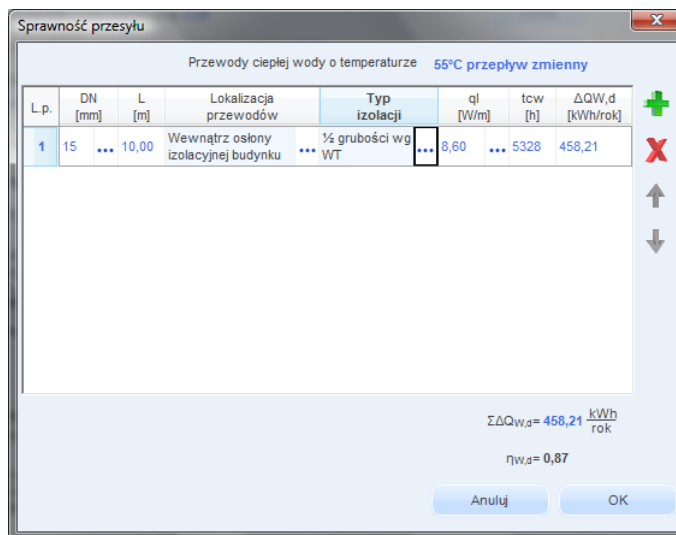 Sprawność przesyłu
Przewody ciepłej wody o temperaturze 55°C przepływ zmienny
L.p. DN [mm] L [m] Lokalizacja przewodów Typ izolacji ql [W/m] tcw [h] ΔQW,d [kWh/rok]
1 15 ... 10,00 Wewnątrz osłony izolacyjnej budynku ... ½ grubości wg WT ... 8,60 ... 5328 458,21
ΣΔQW,d= 458,21 kWh/rok
ηW,d= 0,87
Anuluj OK